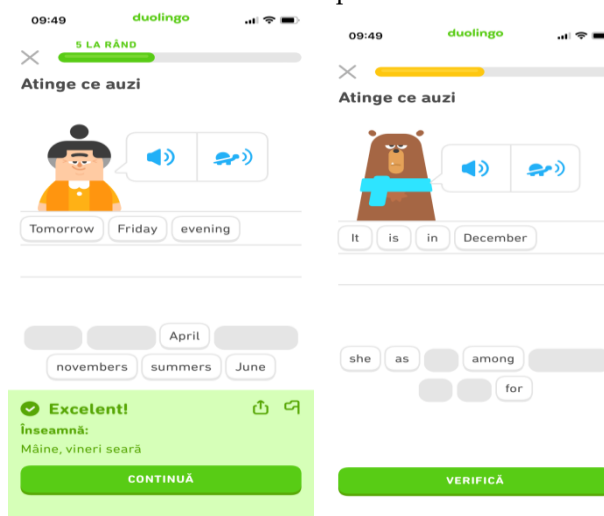 09:49
duolingo
5 LA RÂND
Atinge ce auzi
Tomorrow Friday evening
April
novembers summers June
Excelent!
Înseamnă:
Mâine, vineri seară
CONTINUĂ
09:49
duolingo
Atinge ce auzi
It is in December
she as among
for
VERIFICĂ